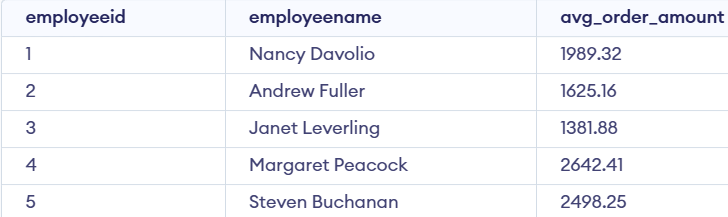 employeeid employeename avg_order_amount
1 Nancy Davolio 1989.32
2 Andrew Fuller 1625.16
3 Janet Leverling 1381.88
4 Margaret Peacock 2642.41
5 Steven Buchanan 2498.25